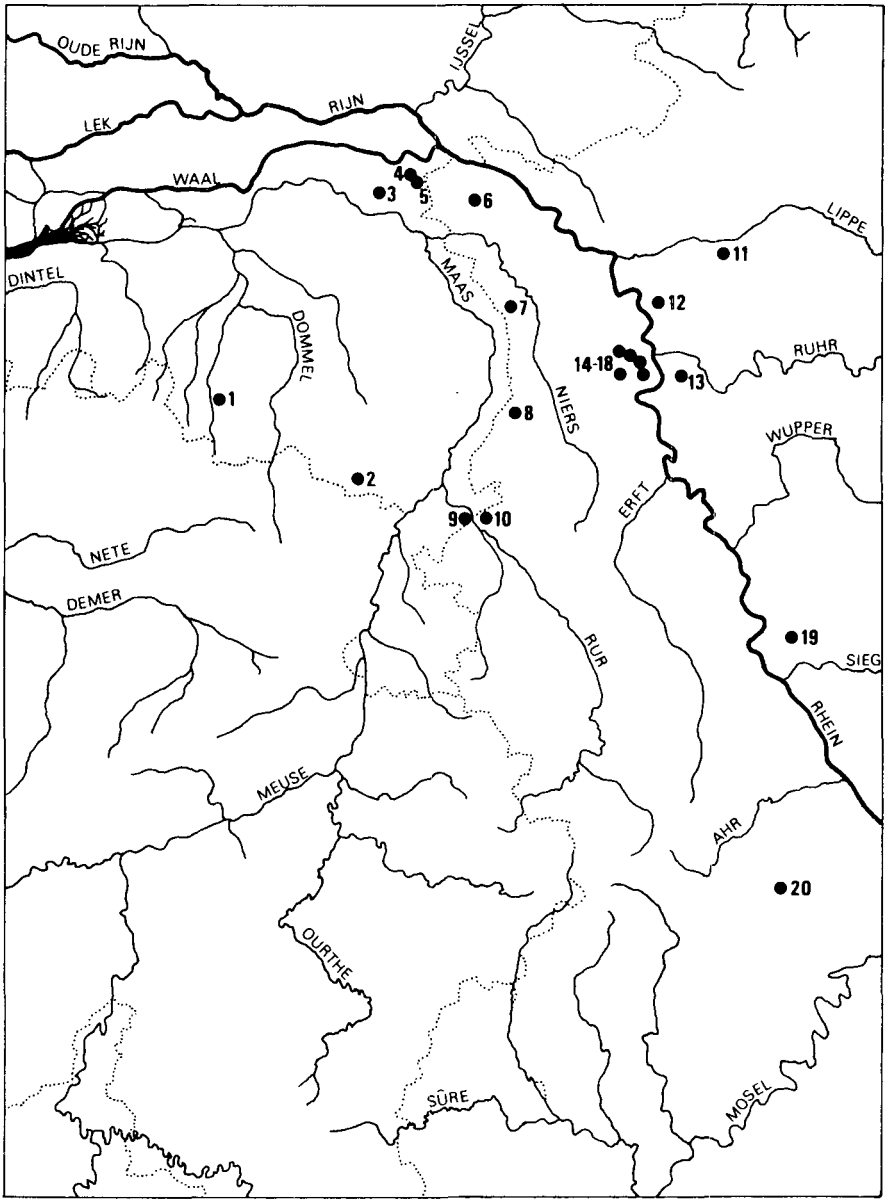 OUDE RIJN
IJSSEL
LEK
RIJN
WAAL
4
3
5
6
LIPPE
DINTEL
MAAS
11
7
12
DOMMEL
14-18
RUHR
13
1
NIERS
8
WUPPER
2
ERFT
9
10
NETE
DEMER
19
RUR
SIEG
RHEIN
MEUSE
AHR
20
OURTHE
SÛRE
MOSEL